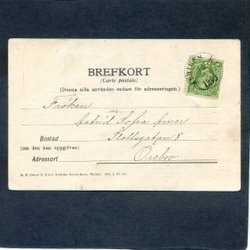 BREFKORT
(Carte postale)
(Denna sida användes endast för adresseringen.)
Fröken
Astrid Sofia
Bostad
Slottsgatan 8
(om den kan uppgifvas)
Adressort
Örebro